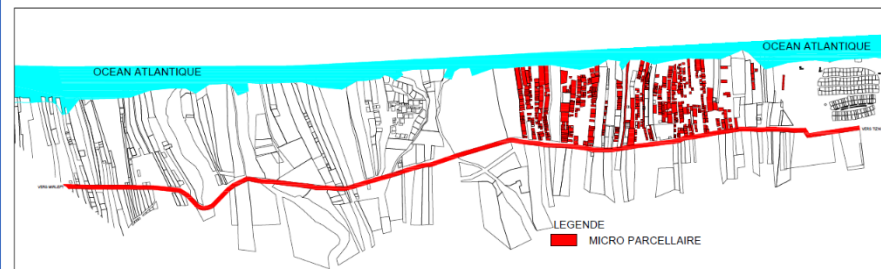 OCEAN ATLANTIQUE
OCEAN ATLANTIQUE
LEGENDE
MICRO PARCELLAIRE